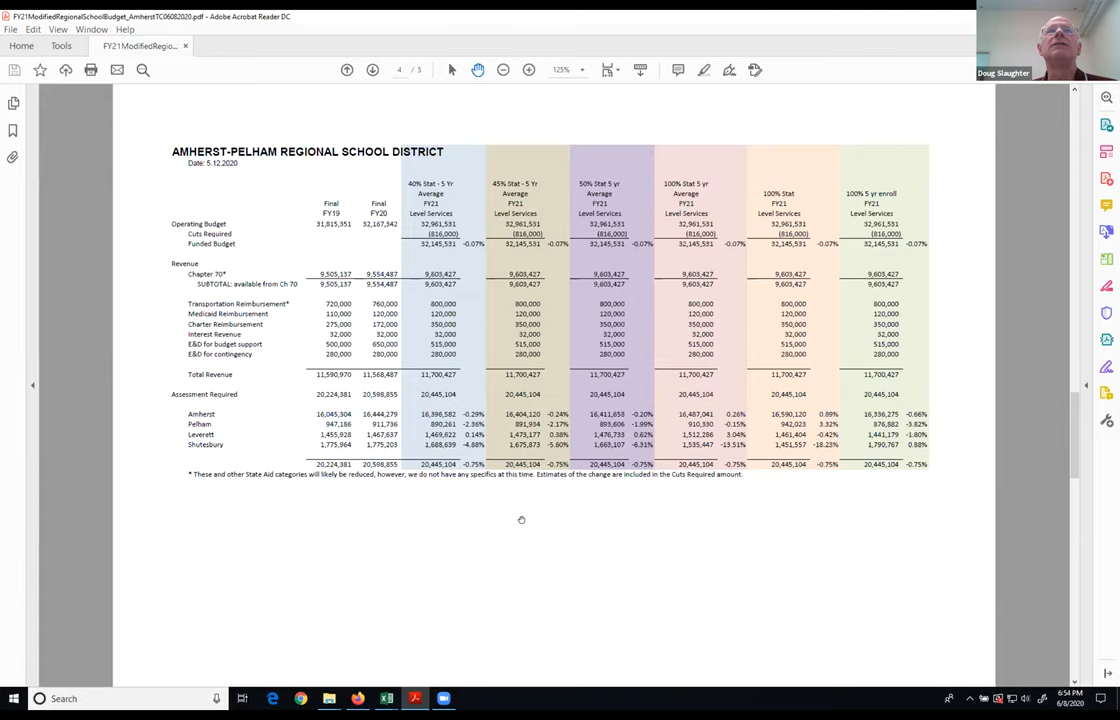 FY21ModifiedRegionalSchoolBudget_AmherstTC06082020.pdf - Adobe Acrobat Reader DC
File Edit View Window Help
Home Tools FY21ModifiedRegio... ×
4 / 5 125%
Doug Slaughter
AMHERST-PELHAM REGIONAL SCHOOL DISTRICT
Date: 5.12.2020
40% Stat - 5 Yr 45% Stat - 5 Yr 50% Stat 5 yr 100% Stat 5 yr
Average Average Average Average 100% Stat 100% 5 yr enroll
Final Final FY21 FY21 FY21 FY21 FY21 FY21
FY19 FY20 Level Services Level Services Level Services Level Services Level Services Level Services
Operating Budget 31,815,351 32,167,342 32,961,531 32,961,531 32,961,531 32,961,531 32,961,531 32,961,531
Cuts Required (816,000) (816,000) (816,000) (816,000) (816,000) (816,000)
Funded Budget 32,145,531 -0.07% 32,145,531 -0.07% 32,145,531 -0.07% 32,145,531 -0.07% 32,145,531 -0.07% 32,145,531 -0.07%
Revenue
Chapter 70* 9,505,137 9,554,487 9,603,427 9,603,427 9,603,427 9,603,427 9,603,427 9,603,427
SUBTOTAL: available from Ch 70 9,505,137 9,554,487 9,603,427 9,603,427 9,603,427 9,603,427 9,603,427 9,603,427
Transportation Reimbursement* 720,000 760,000 800,000 800,000 800,000 800,000 800,000 800,000
Medicaid Reimbursement 110,000 120,000 120,000 120,000 120,000 120,000 120,000 120,000
Charter Reimbursement 275,000 172,000 350,000 350,000 350,000 350,000 350,000 350,000
Interest Revenue 32,000 32,000 32,000 32,000 32,000 32,000 32,000 32,000
E&D for budget support 500,000 650,000 515,000 515,000 515,000 515,000 515,000 515,000
E&D for contingency 280,000 280,000 280,000 280,000 280,000 280,000 280,000 280,000
Total Revenue 11,590,970 11,568,487 11,700,427 11,700,427 11,700,427 11,700,427 11,700,427 11,700,427
Assessment Required 20,224,381 20,598,855 20,445,104 20,445,104 20,445,104 20,445,104 20,445,104 20,445,104
Amherst 16,045,304 16,444,279 16,396,582 -0.29% 16,404,120 -0.24% 16,411,658 -0.20% 16,487,041 0.26% 16,590,120 0.89% 16,336,275 -0.66%
Pelham 947,186 911,736 890,261 -2.36% 891,934 -2.17% 893,606 -1.99% 910,330 -0.15% 942,023 3.32% 876,882 -3.82%
Leverett 1,455,928 1,467,637 1,469,622 0.14% 1,473,177 0.38% 1,476,733 0.62% 1,512,286 3.04% 1,461,404 -0.42% 1,441,179 -1.80%
Shutesbury 1,775,964 1,775,203 1,688,639 -4.88% 1,675,873 -5.60% 1,663,107 -6.31% 1,535,447 -13.51% 1,451,557 -18.23% 1,790,767 0.88%
20,224,381 20,598,855 20,445,104 -0.75% 20,445,104 -0.75% 20,445,104 -0.75% 20,445,104 -0.75% 20,445,104 -0.75% 20,445,104 -0.75%
* These and other State Aid categories will likely be reduced, however, we do not have any specifics at this time. Estimates of the change are included in the Cuts Required amount.
Search
6:54 PM
6/8/2020